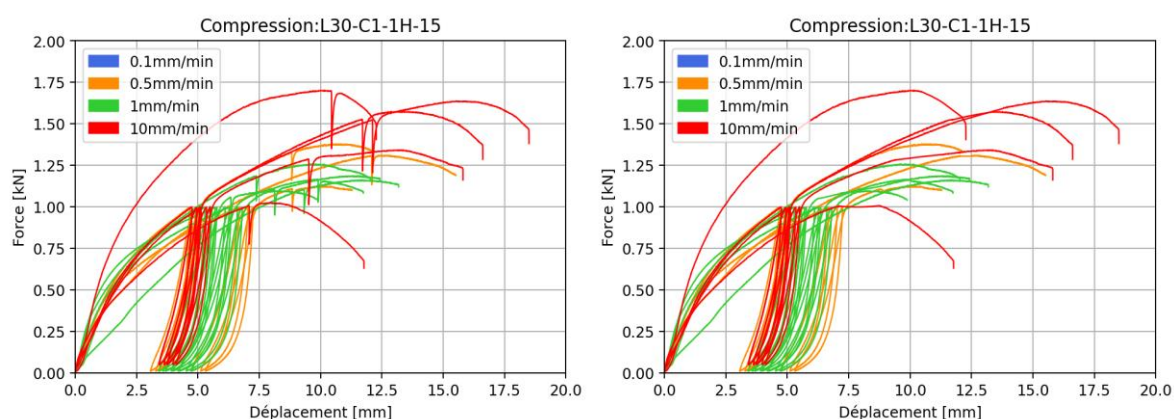 Compression:L30-C1-1H-15
2.00
1.75
1.50
1.25
1.00
0.75
0.50
0.25
0.00
Force [kN]
0.1mm/min
0.5mm/min
1mm/min
10mm/min
0.0 2.5 5.0 7.5 10.0 12.5 15.0 17.5 20.0
Déplacement [mm]
Compression:L30-C1-1H-15
2.00
1.75
1.50
1.25
1.00
0.75
0.50
0.25
0.00
Force [kN]
0.1mm/min
0.5mm/min
1mm/min
10mm/min
0.0 2.5 5.0 7.5 10.0 12.5 15.0 17.5 20.0
Déplacement [mm]